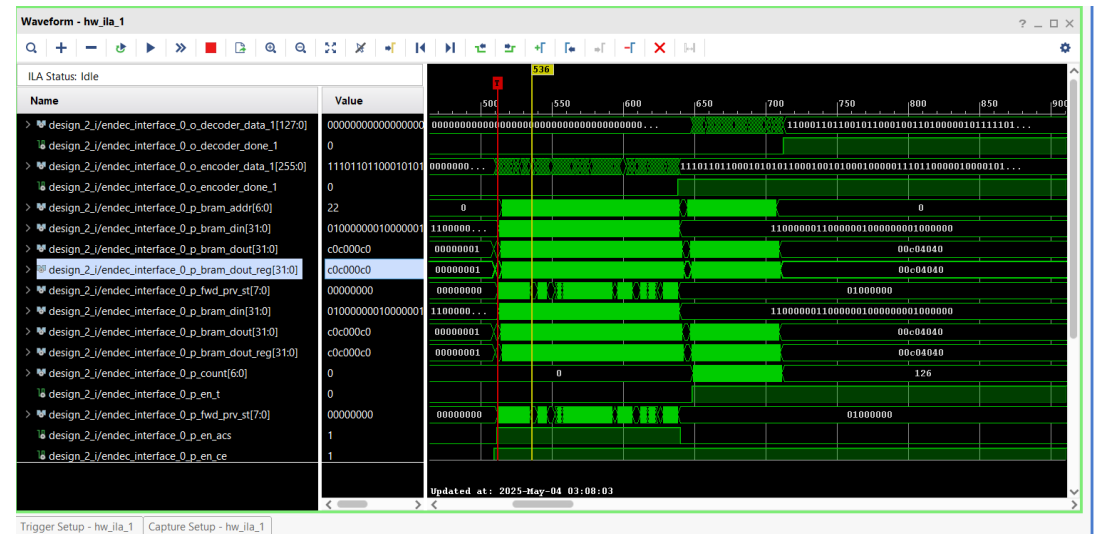 Waveform - hw_ila_1
ILA Status: Idle
Name Value
536
T
500 550 600 650 700 750 800 850 900
design_2_i/endec_interface_0_o_decoder_data_1[127:0] 00000000000000000 000000000000000000000000000000000000000... 110001101100101100010011010000010111101...
design_2_i/endec_interface_0_o_decoder_done_1 0
design_2_i/endec_interface_0_o_encoder_data_1[255:0] 11101101100010101 0000000...
design_2_i/endec_interface_0_o_encoder_done_1 0
design_2_i/endec_interface_0_p_bram_addr[6:0] 22 0 0
design_2_i/endec_interface_0_p_bram_din[31:0] 01000000010000001 1100000... 11000000110000001000000001000000
design_2_i/endec_interface_0_p_bram_dout[31:0] c0c000c0 00000001 00c04040
design_2_i/endec_interface_0_p_bram_dout_reg[31:0] c0c000c0 00000001 00c04040
design_2_i/endec_interface_0_p_fwd_prv_st[7:0] 00000000 00000000 01000000
design_2_i/endec_interface_0_p_bram_din[31:0] 01000000010000001 1100000... 11000000110000001000000001000000
design_2_i/endec_interface_0_p_bram_dout[31:0] c0c000c0 00000001 00c04040
design_2_i/endec_interface_0_p_bram_dout_reg[31:0] c0c000c0 00000001 00c04040
design_2_i/endec_interface_0_p_count[6:0] 0 0 126
design_2_i/endec_interface_0_p_en_t 0
design_2_i/endec_interface_0_p_fwd_prv_st[7:0] 00000000 00000000 01000000
design_2_i/endec_interface_0_p_en_acs 1
design_2_i/endec_interface_0_p_en_ce 1
Updated at: 2025-May-04 03:08:03
Trigger Setup - hw_ila_1 Capture Setup - hw_ila_1